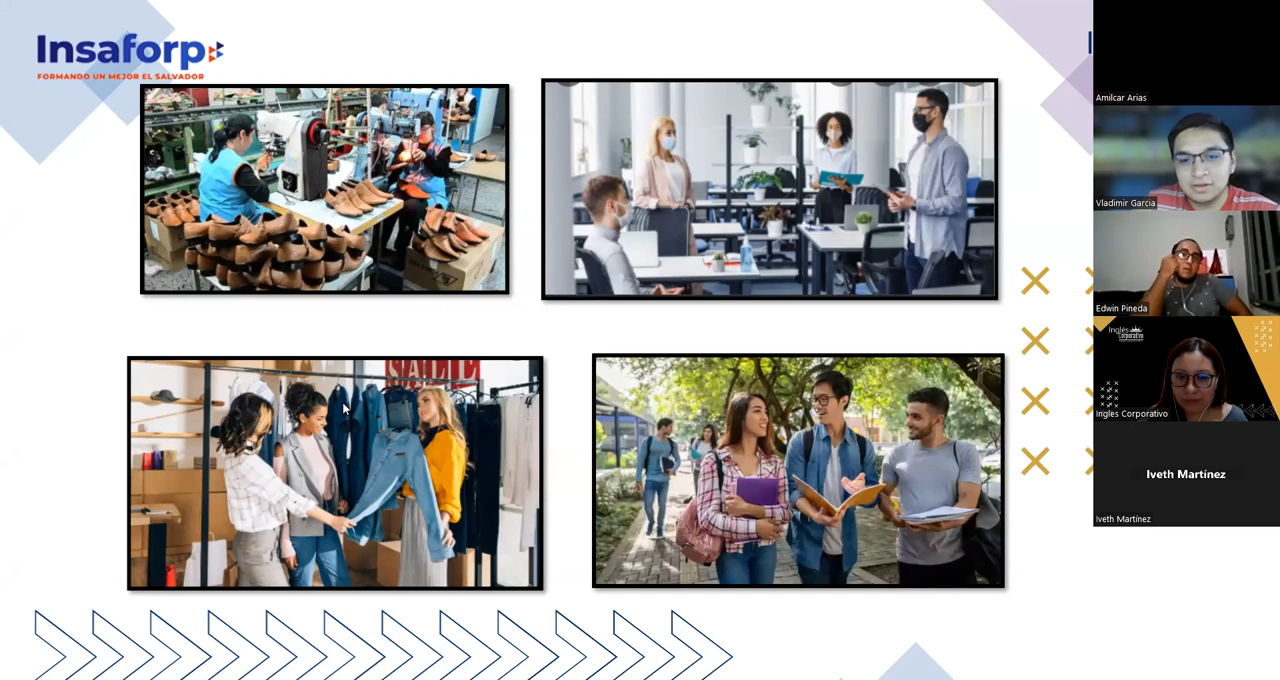 Insaforp
FORMANDO UN MEJOR EL SALVADOR
Amilcar Arias
Vladimir Garcia
Edwin Pineda
Inglés
Corporativo
Ingles Corporativo
Iveth Martínez
Iveth Martínez